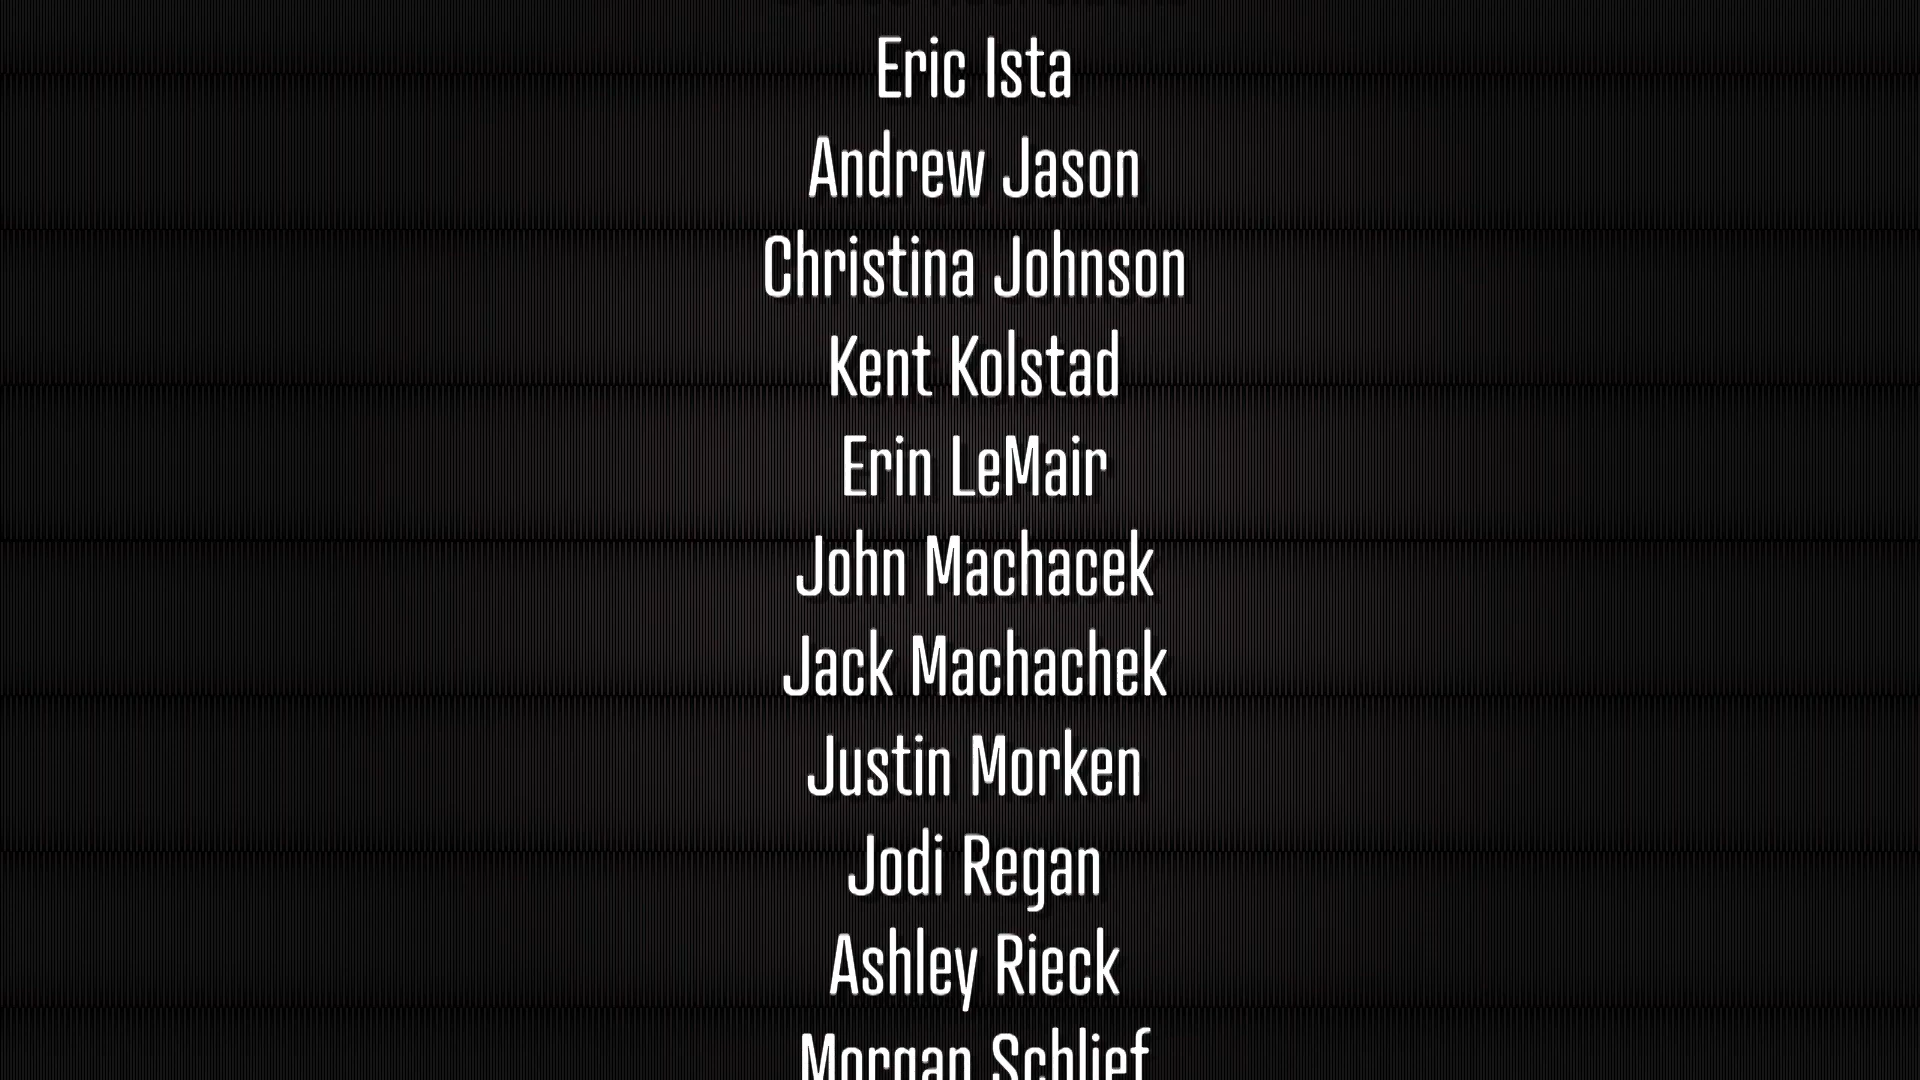 Eric Ista
Andrew Jason
Christina Johnson
Kent Kolstad
Erin LeMair
John Machacek
Jack Machachek
Justin Morken
Jodi Regan
Ashley Rieck
Morgan Schlief